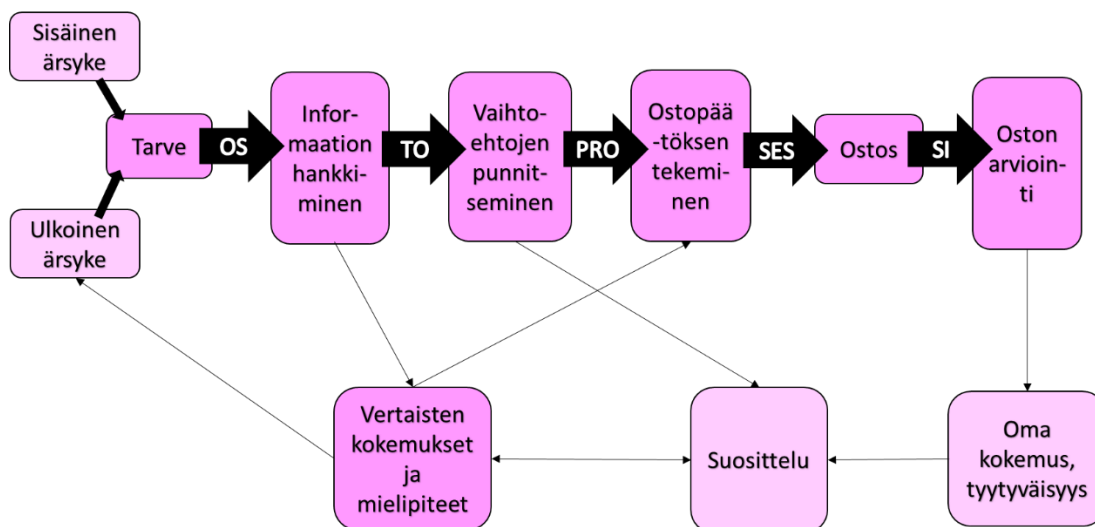 Sisäinen
ärsyke
Tarve
Ulkoinen
ärsyke
OS
Infor-
maation
hankki-
minen
TO
Vaihto-
ehtojen
punnit-
seminen
PRO
Ostopää
-töksen
tekemi-
nen
SES
Ostos
SI
Oston
arvioin-
ti
Vertaisten
kokemukset
ja
mielipiteet
Suosittelu
Oma
kokemus,
tyytyväisyys